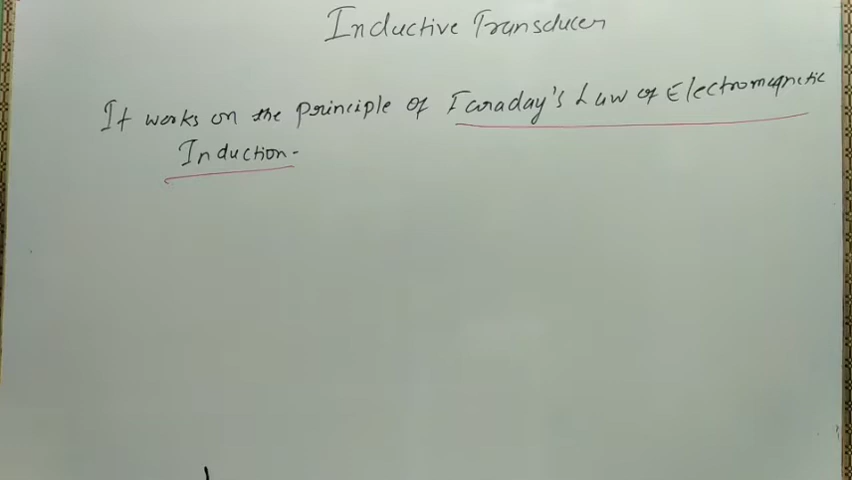 Inductive Transducer
It works on the principle of Faraday's Law of Electromagnetic
Induction.